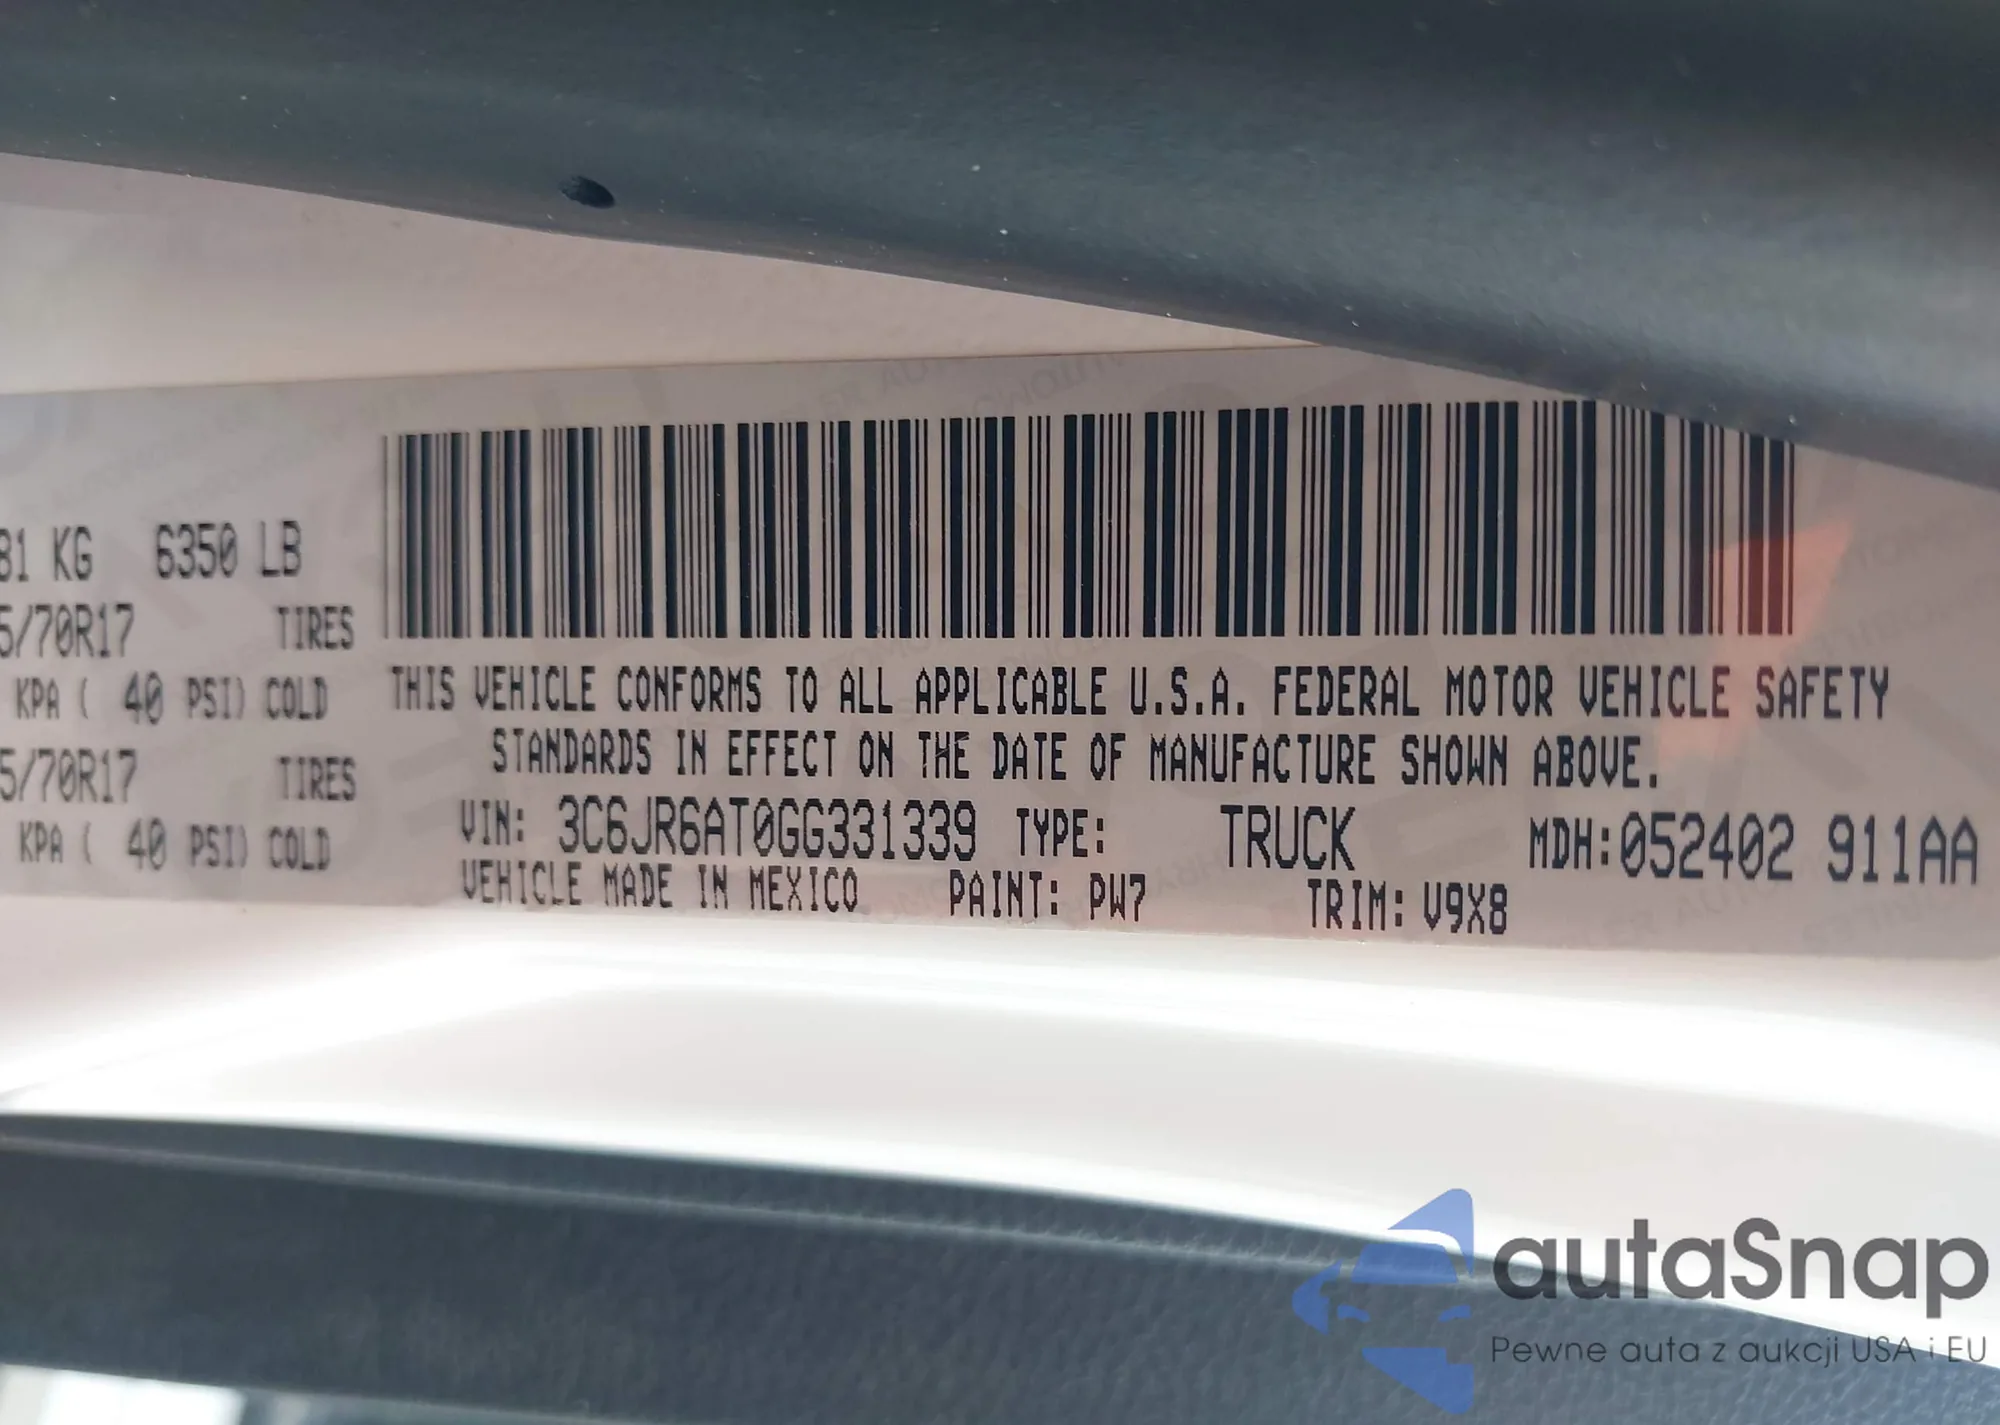 81 KG 6350 LB
5/70R17 TIRES
KPA ( 40 PSI) COLD
5/70R17 TIRES
KPA ( 40 PSI) COLD
THIS VEHICLE CONFORMS TO ALL APPLICABLE U.S.A. FEDERAL MOTOR VEHICLE SAFETY
STANDARDS IN EFFECT ON THE DATE OF MANUFACTURE SHOWN ABOVE.
VIN: 3C6JR6AT0GG331339 TYPE: TRUCK MDH:052402 911AA
VEHICLE MADE IN MEXICO PAINT: PW7 TRIM: V9X8
autaSnap
Pewne auta z aukcji USA i EU